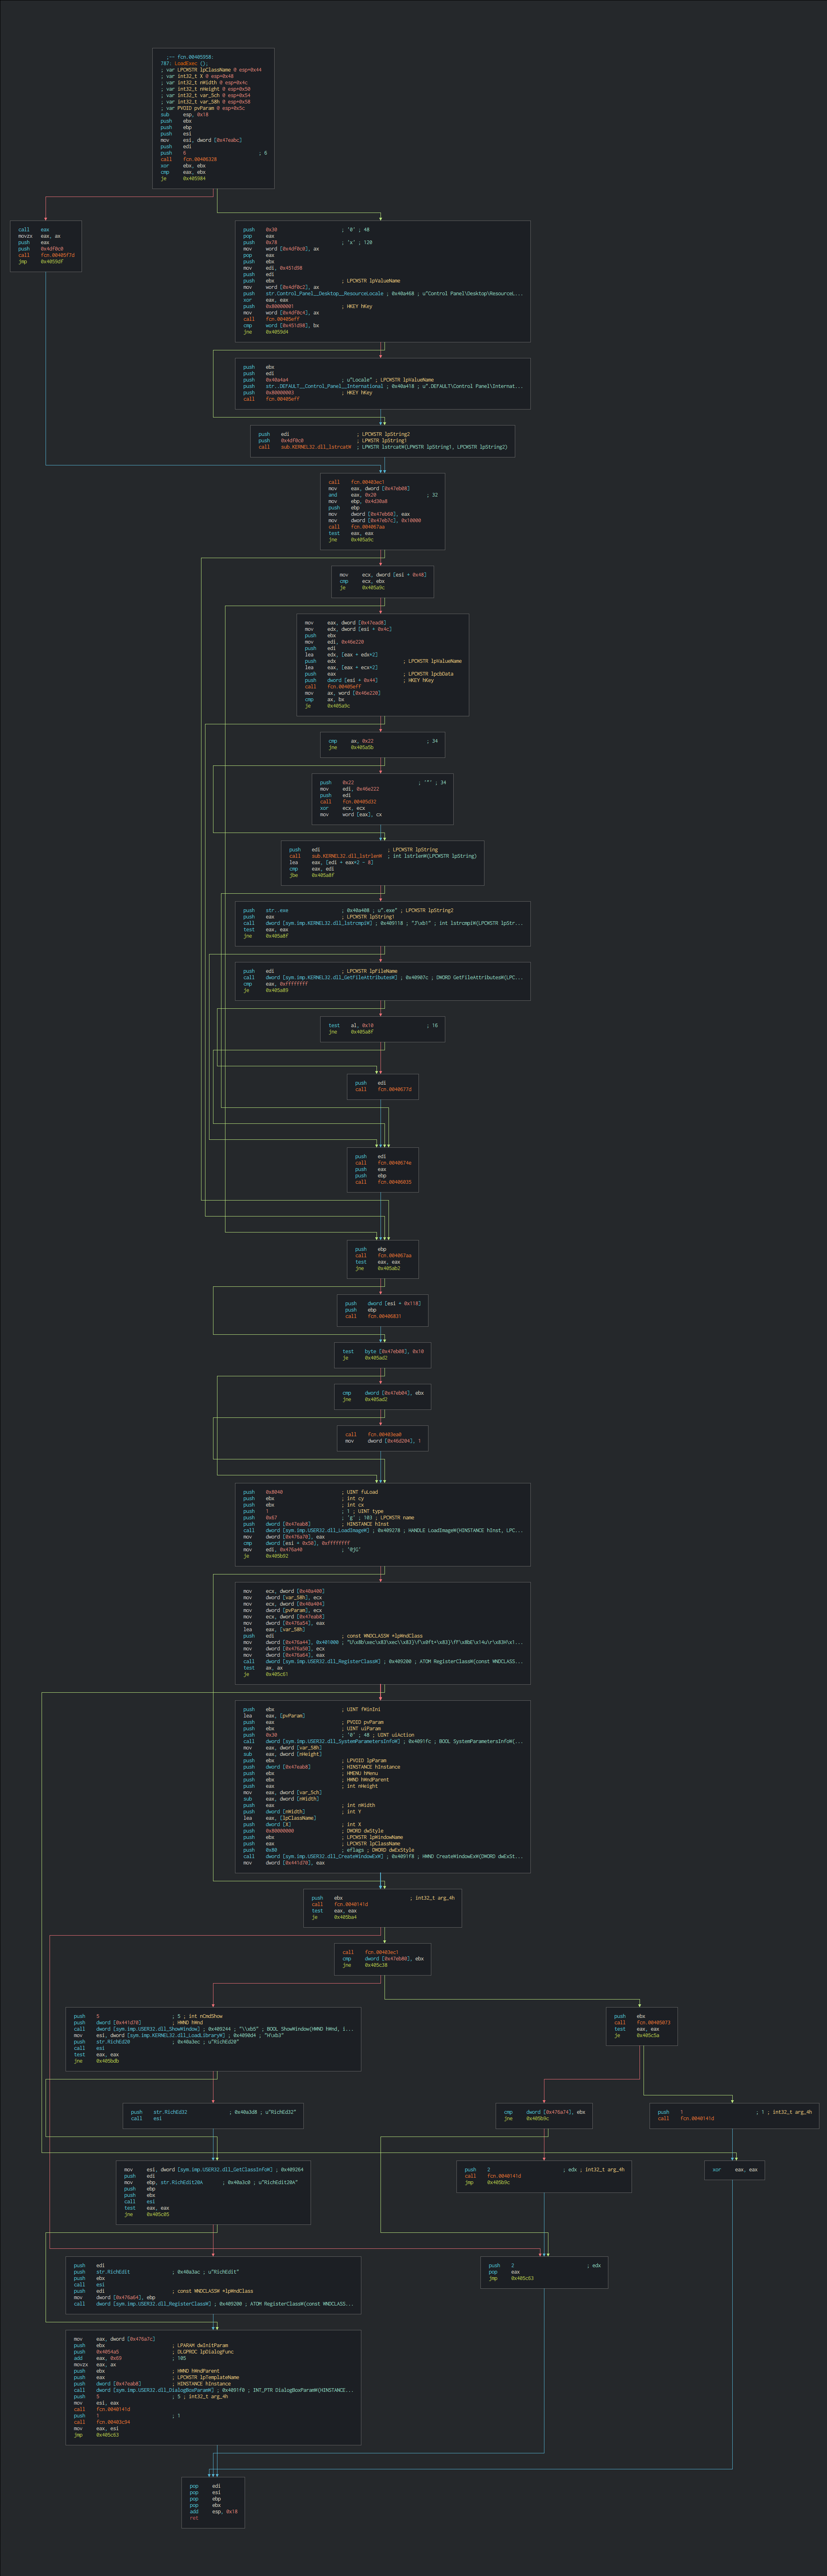 ;-- fcn.00405958:
787: LoadExec ();
; var LPCWSTR lpClassName @ esp+0x44
; var int32_t X @ esp+0x48
; var int32_t nWidth @ esp+0x4c
; var int32_t nHeight @ esp+0x50
; var int32_t var_5ch @ esp+0x54
; var int32_t var_58h @ esp+0x58
; var PVOID pvParam @ esp+0x5c
sub esp, 0x18
push ebx
push ebp
push esi
mov esi, dword [0x47eabc]
push edi
push 6 ; 6
call fcn.00406328
xor ebx, ebx
cmp eax, ebx
je 0x405984
call eax
movzx eax, ax
push eax
push 0x4df0c0
call fcn.00405f7d
jmp 0x4059df
push 0x30 ; '0' ; 48
pop eax
push 0x78 ; 'x' ; 120
mov word [0x4df0c0], ax
pop eax
push ebx
mov edi, 0x451d98
push edi
push ebx ; LPCWSTR lpValueName
mov word [0x4df0c2], ax
push str.Control_Panel__Desktop__ResourceLocale ; 0x40a468 ; u"Control Panel\Desktop\ResourceL...
xor eax, eax
push 0x80000001 ; HKEY hKey
mov word [0x4df0c4], ax
call fcn.00405eff
cmp word [0x451d98], bx
jne 0x4059d4
push ebx
push edi
push 0x40a4a4 ; u"Locale" ; LPCWSTR lpValueName
push str..DEFAULT__Control_Panel__International ; 0x40a418 ; u".DEFAULT\Control Panel\Internat...
push 0x80000003 ; HKEY hKey
call fcn.00405eff
push edi ; LPCWSTR lpString2
push 0x4df0c0 ; LPWSTR lpString1
call sub.KERNEL32.dll_lstrcatW ; LPWSTR lstrcatW(LPWSTR lpString1, LPCWSTR lpString2)
call fcn.00403ec1
mov eax, dword [0x47eb08]
and eax, 0x20 ; 32
mov ebp, 0x4d30a8
push ebp
mov dword [0x47eb60], eax
mov dword [0x47eb7c], 0x10000
call fcn.004067aa
test eax, eax
jne 0x405a9c
mov ecx, dword [esi + 0x48]
cmp ecx, ebx
je 0x405a9c
mov eax, dword [0x47ead8]
mov edx, dword [esi + 0x4c]
push ebx
mov edi, 0x46e220
push edi
lea edx, [eax + edx*2]
push edx ; LPCWSTR lpValueName
lea eax, [eax + ecx*2]
push eax ; LPCWSTR lpcbData
push dword [esi + 0x44] ; HKEY hKey
call fcn.00405eff
mov ax, word [0x46e220]
cmp ax, bx
je 0x405a9c
cmp ax, 0x22 ; 34
jne 0x405a5b
push 0x22 ; '"' ; 34
mov edi, 0x46e222
push edi
call fcn.00405d32
xor ecx, ecx
mov word [eax], cx
push edi ; LPCWSTR lpString
call sub.KERNEL32.dll_lstrlenW ; int lstrlenW(LPCWSTR lpString)
lea eax, [edi + eax*2 - 8]
cmp eax, edi
jbe 0x405a8f
push str..exe ; 0x40a408 ; u".exe" ; LPCWSTR lpString2
push eax ; LPCWSTR lpString1
call dword [sym.imp.KERNEL32.dll_lstrcmpiW] ; 0x409118 ; "J\xb1" ; int lstrcmpiW(LPCWSTR lpStr...
test eax, eax
jne 0x405a8f
push edi ; LPCWSTR lpFileName
call dword [sym.imp.KERNEL32.dll_GetFileAttributesW] ; 0x40907c ; DWORD GetFileAttributesW(LPC...
cmp eax, 0xffffffff
je 0x405a89
test al, 0x10 ; 16
jne 0x405a8f
push edi
call fcn.0040677d
push edi
call fcn.0040674e
push eax
push ebp
call fcn.00406035
push ebp
call fcn.004067aa
test eax, eax
jne 0x405ab2
push dword [esi + 0x118]
push ebp
call fcn.00406831
test byte [0x47eb08], 0x10
je 0x405ad2
cmp dword [0x47eb04], ebx
jne 0x405ad2
call fcn.00403ea0
mov dword [0x46d204], 1
push 0x8040 ; UINT fuLoad
push ebx ; int cy
push ebx ; int cx
push 1 ; 1 ; UINT type
push 0x67 ; 'g' ; 103 ; LPCWSTR name
push dword [0x47eab8] ; HINSTANCE hInst
call dword [sym.imp.USER32.dll_LoadImageW] ; 0x409278 ; HANDLE LoadImageW(HINSTANCE hInst, LPC...
mov dword [0x476a70], eax
cmp dword [esi + 0x50], 0xffffffff
mov edi, 0x476a40 ; '@jG'
je 0x405b92
mov ecx, dword [0x40a400]
mov dword [var_58h], ecx
mov ecx, dword [0x40a404]
mov dword [pvParam], ecx
mov ecx, dword [0x47eab8]
mov dword [0x476a54], eax
lea eax, [var_58h]
push edi ; const WNDCLASSW *lpWndClass
mov dword [0x476a44], 0x401000 ; "U\x8b\xec\x83\xec\\x83}\f\x0ft+\x83}\ff\x8bE\x14u\r\x83H\x1...
mov dword [0x476a50], ecx
mov dword [0x476a64], eax
call dword [sym.imp.USER32.dll_RegisterClassW] ; 0x409200 ; ATOM RegisterClassW(const WNDCLASS...
test ax, ax
je 0x405c61
push ebx ; UINT fWinIni
lea eax, [pvParam]
push eax ; PVOID pvParam
push ebx ; UINT uiParam
push 0x30 ; '0' ; 48 ; UINT uiAction
call dword [sym.imp.USER32.dll_SystemParametersInfoW] ; 0x4091fc ; BOOL SystemParametersInfoW(...
mov eax, dword [var_58h]
sub eax, dword [nHeight]
push ebx ; LPVOID lpParam
push dword [0x47eab8] ; HINSTANCE hInstance
push ebx ; HMENU hMenu
push ebx ; HWND hWndParent
push eax ; int nHeight
mov eax, dword [var_5ch]
sub eax, dword [nWidth]
push eax ; int nWidth
push dword [nWidth] ; int Y
lea eax, [lpClassName]
push dword [X] ; int X
push 0x80000000 ; DWORD dwStyle
push ebx ; LPCWSTR lpWindowName
push eax ; LPCWSTR lpClassName
push 0x80 ; eflags ; DWORD dwExStyle
call dword [sym.imp.USER32.dll_CreateWindowExW] ; 0x4091f8 ; HWND CreateWindowExW(DWORD dwExSt...
mov dword [0x441d70], eax
push ebx ; int32_t arg_4h
call fcn.0040141d
test eax, eax
je 0x405ba4
call fcn.00403ec1
cmp dword [0x47eb80], ebx
jne 0x405c38
push 5 ; 5 ; int nCmdShow
push dword [0x441d70] ; HWND hWnd
call dword [sym.imp.USER32.dll_ShowWindow] ; 0x409244 ; "\\xb5" ; BOOL ShowWindow(HWND hWnd, i...
mov esi, dword [sym.imp.KERNEL32.dll_LoadLibraryW] ; 0x4090d4 ; "H\xb3"
push str.RichEd20 ; 0x40a3ec ; u"RichEd20"
call esi
test eax, eax
jne 0x405bdb
push ebx
call fcn.00405073
test eax, eax
je 0x405c5a
push str.RichEd32 ; 0x40a3d8 ; u"RichEd32"
call esi
cmp dword [0x476a74], ebx
jne 0x405b9c
push 1 ; 1 ; int32_t arg_4h
call fcn.0040141d
mov esi, dword [sym.imp.USER32.dll_GetClassInfoW] ; 0x409264
push edi
mov ebp, str.RichEdit20A ; 0x40a3c0 ; u"RichEdit20A"
push ebp
push ebx
call esi
test eax, eax
jne 0x405c05
push 2 ; edx ; int32_t arg_4h
call fcn.0040141d
jmp 0x405b9c
xor eax, eax
push edi
push str.RichEdit ; 0x40a3ac ; u"RichEdit"
push ebx
call esi
push edi ; const WNDCLASSW *lpWndClass
mov dword [0x476a64], ebp
call dword [sym.imp.USER32.dll_RegisterClassW] ; 0x409200 ; ATOM RegisterClassW(const WNDCLASS...
push 2 ; edx
pop eax
jmp 0x405c63
mov eax, dword [0x476a7c]
push ebx ; LPARAM dwInitParam
push 0x4054a5 ; DLGPROC lpDialogFunc
add eax, 0x69 ; 105
movzx eax, ax
push ebx ; HWND hWndParent
push eax ; LPCWSTR lpTemplateName
push dword [0x47eab8] ; HINSTANCE hInstance
call dword [sym.imp.USER32.dll_DialogBoxParamW] ; 0x4091f0 ; INT_PTR DialogBoxParamW(HINSTANCE...
push 5 ; 5 ; int32_t arg_4h
mov esi, eax
call fcn.0040141d
push 1 ; 1
call fcn.00403c94
mov eax, esi
jmp 0x405c63
pop edi
pop esi
pop ebp
pop ebx
add esp, 0x18
ret